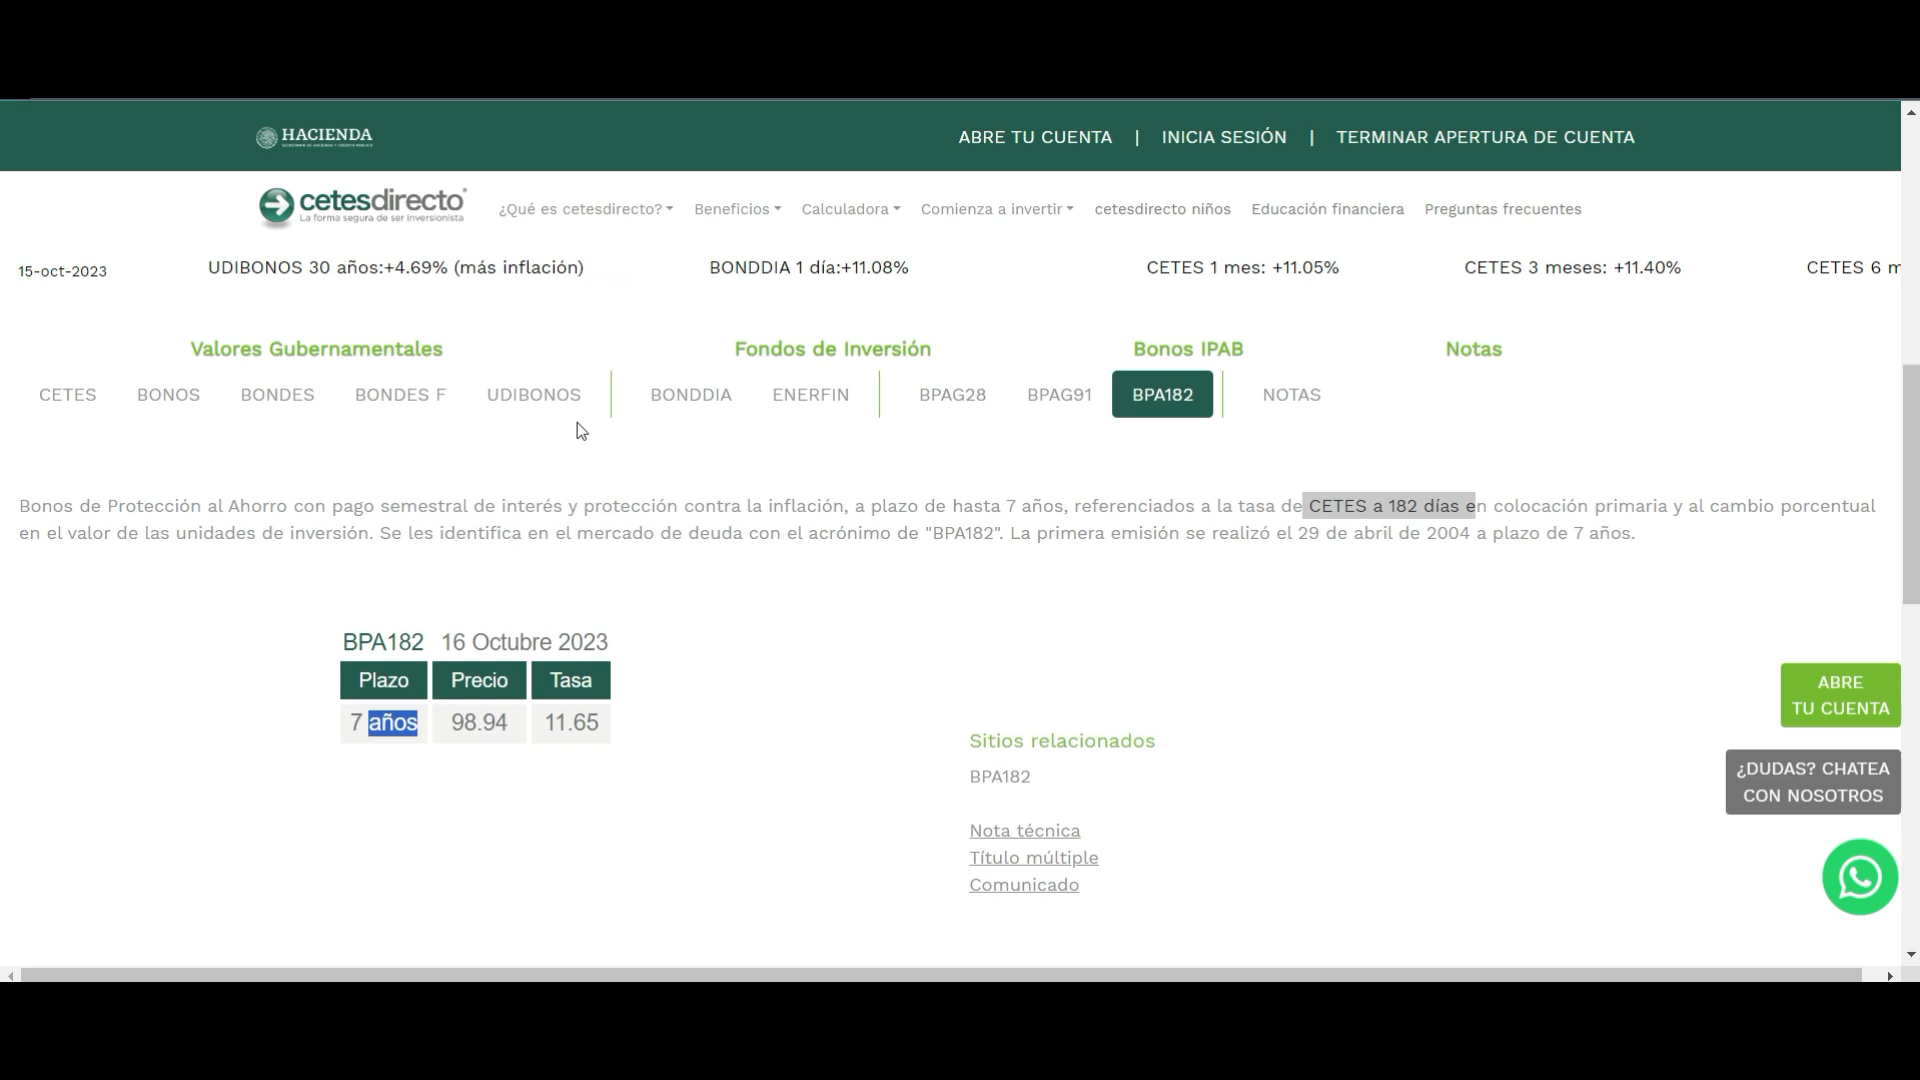 HACIENDA
ABRE TU CUENTA | INICIA SESIÓN | TERMINAR APERTURA DE CUENTA
cetesdirecto
La forma segura de ser inversionista
¿Qué es cetesdirecto? Beneficios Calculadora Comienza a invertir cetesdirecto niños Educación financiera Preguntas frecuentes
15-oct-2023 UDIBONOS 30 años:+4.69% (más inflación) BONDDIA 1 día:+11.08% CETES 1 mes: +11.05% CETES 3 meses: +11.40% CETES 6 m
Valores Gubernamentales Fondos de Inversión Bonos IPAB Notas
CETES BONOS BONDES BONDES F UDIBONOS BONDDIA ENERFIN BPAG28 BPAG91 BPA182 NOTAS
Bonos de Protección al Ahorro con pago semestral de interés y protección contra la inflación, a plazo de hasta 7 años, referenciados a la tasa de CETES a 182 días en colocación primaria y al cambio porcentual
en el valor de las unidades de inversión. Se les identifica en el mercado de deuda con el acrónimo de "BPA182". La primera emisión se realizó el 29 de abril de 2004 a plazo de 7 años.
BPA182 16 Octubre 2023
Plazo Precio Tasa
7 años 98.94 11.65
Sitios relacionados
BPA182
Nota técnica
Título múltiple
Comunicado
ABRE
TU CUENTA
¿DUDAS? CHATEA
CON NOSOTROS